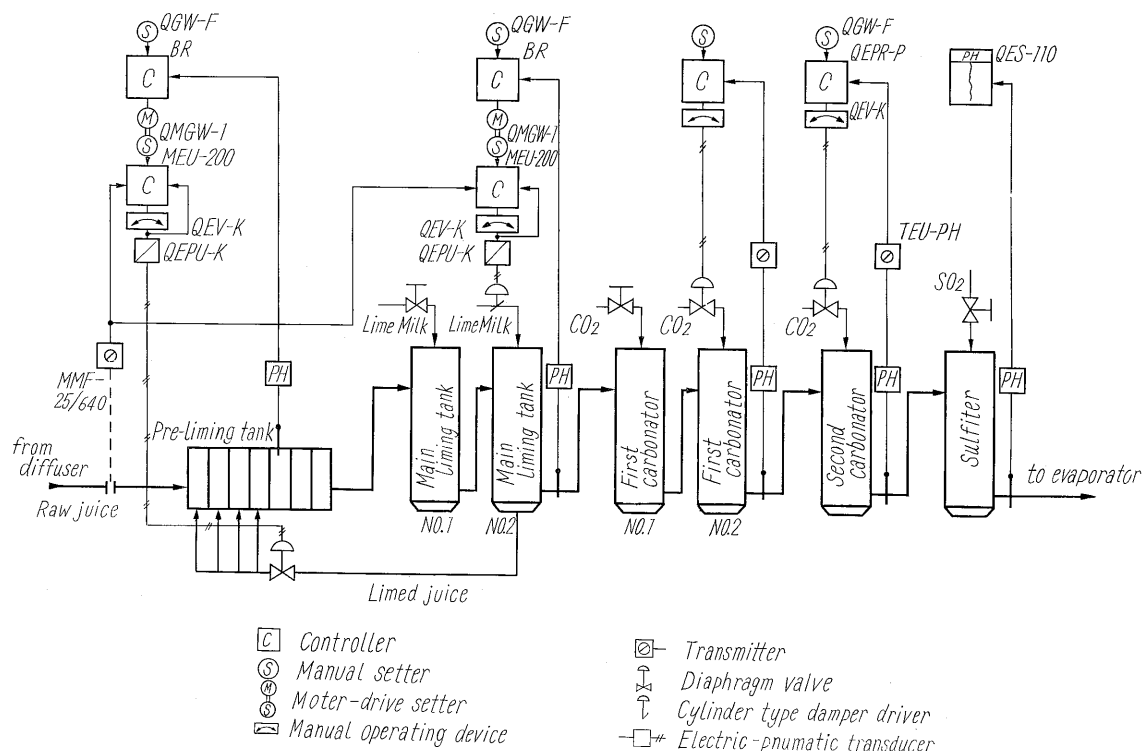 S QGW-F
BR
C
M
S
QMGW-1
MEU-200
C
QEV-K
QEPU-K
S QGW-F
BR
C
M
S
QMGW-1
MEU-200
C
QEV-K
QEPU-K
S
C
S QGW-F
QEPR-P
C
QEV-K
PH QES-110
TEU-PH
SO2
Lime Milk
Lime Milk
CO2
CO2
CO2
MMF-
25/640
PH
PH
PH
PH
PH
from
diffuser
Raw juice
Pre-liming tank
Main
Liming tank
NO.1
Main
Liming tank
NO.2
First
carbonator
NO.1
First
carbonator
NO.2
Second
carbonator
Sulfiter
to evaporator
Limed juice
C Controller
S Manual setter
M
S Moter-drive setter
Manual operating device
Transmitter
Diaphragm valve
Cylinder type damper driver
Electric-pnumatic transducer